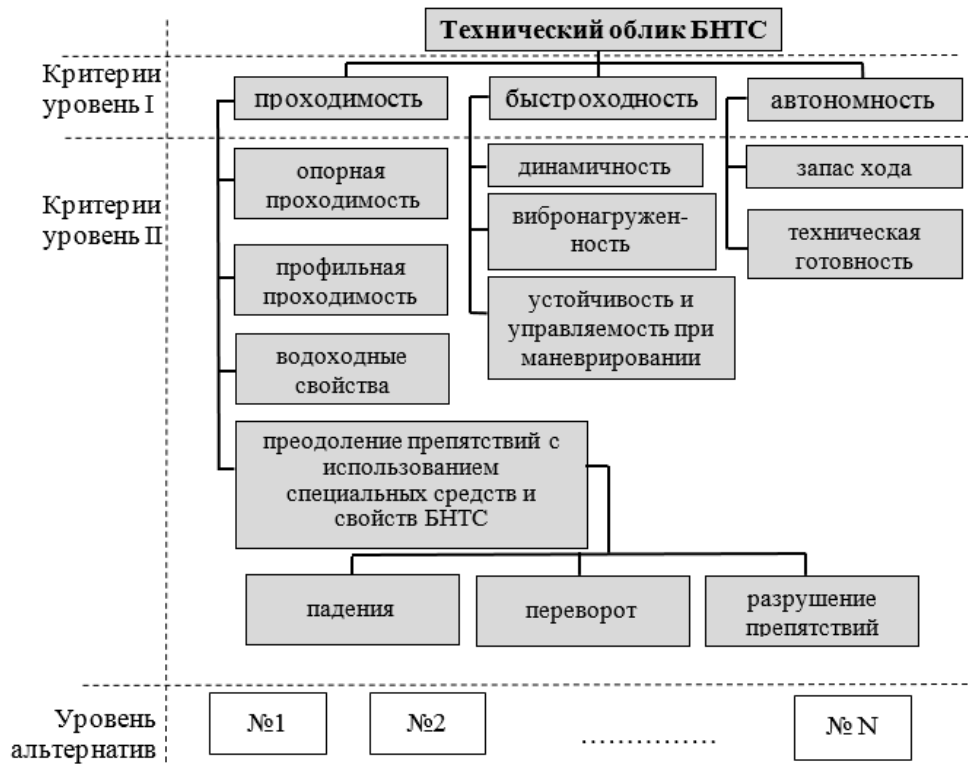 Технический облик БНТС
Критерии
уровень I
проходимость
быстроходность
автономность
Критерии
уровень II
опорная
проходимость
профильная
проходимость
водоходные
свойства
преодоление препятствий с
использованием
специальных средств и
свойств БНТС
динамичность
вибронагружен-
ность
устойчивость и
управляемость при
маневрировании
запас хода
техническая
готовность
падения
переворот
разрушение
препятствий
Уровень
альтернатив
№1
№2
................
№ N